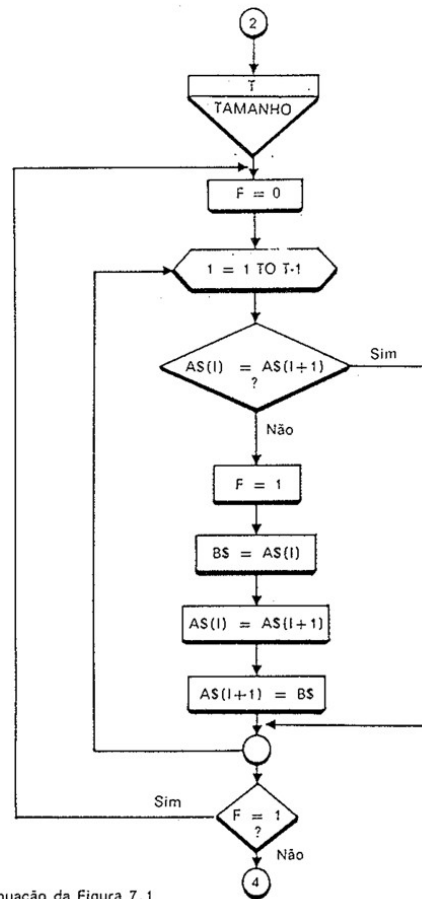 2
T
TAMANHO
F = 0
1 = 1 TO T-1
A$(I) = A$(I+1)
?
Sim
Não
F = 1
B$ = A$(I)
A$(I) = A$(I+1)
A$(I+1) = B$
Sim
F = 1
?
Não
4
nuação da Figura 7.1